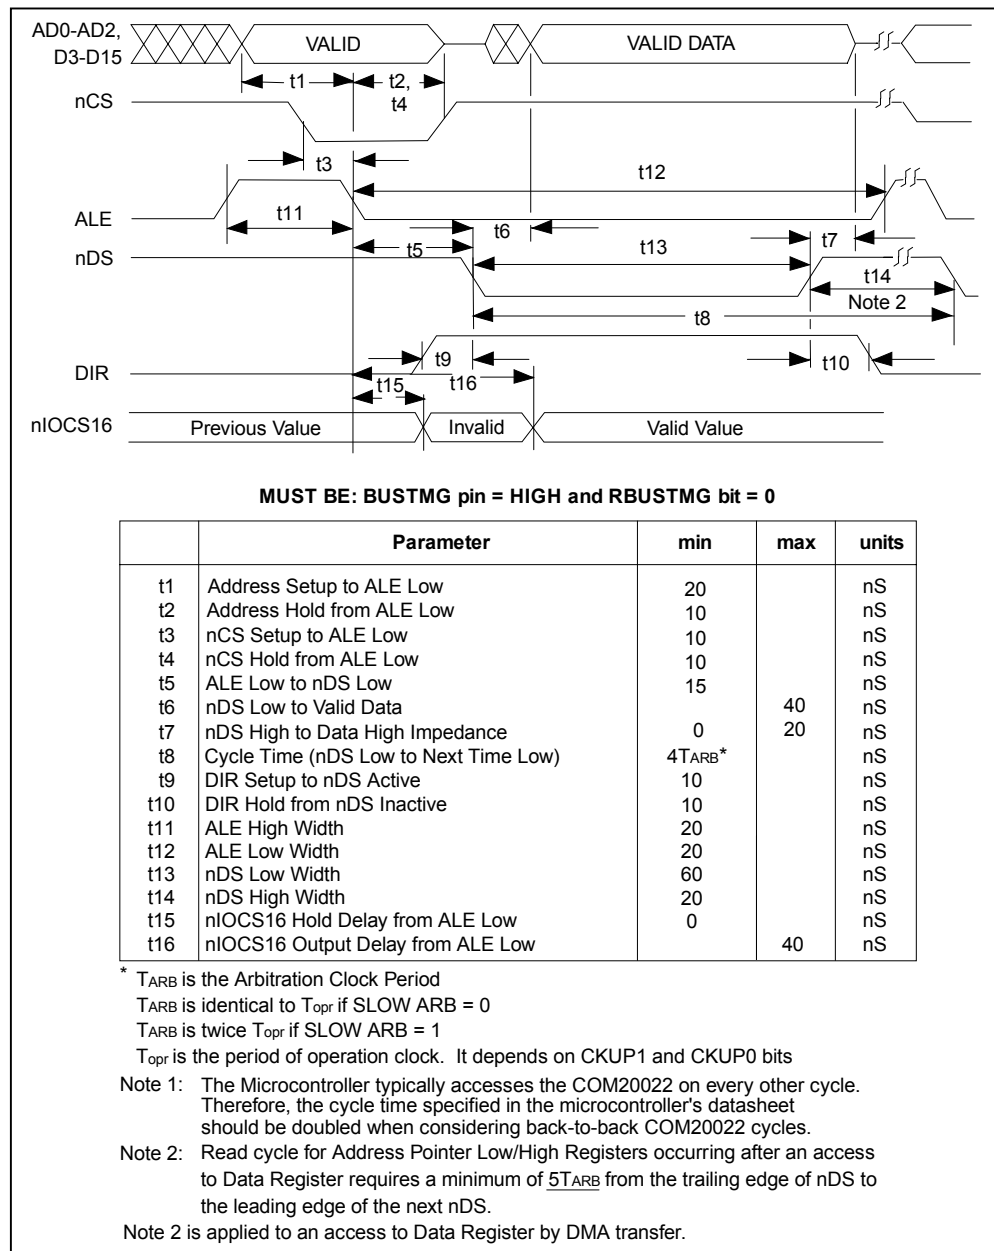 AD0-AD2,
D3-D15
VALID
VALID DATA
t1
t2,
t4
nCS
t3
t12
ALE
t11
t6
t5
t13
t7
nDS
t14
Note 2
t8
t9
t10
DIR
t15
t16
nIOCS16
Previous Value
Invalid
Valid Value
MUST BE: BUSTMG pin = HIGH and RBUSTMG bit = 0
Parameter min max units
t1 Address Setup to ALE Low 20 nS
t2 Address Hold from ALE Low 10 nS
t3 nCS Setup to ALE Low 10 nS
t4 nCS Hold from ALE Low 10 nS
t5 ALE Low to nDS Low 15 nS
t6 nDS Low to Valid Data 40 nS
t7 nDS High to Data High Impedance 0 20 nS
t8 Cycle Time (nDS Low to Next Time Low) 4TARB* nS
t9 DIR Setup to nDS Active 10 nS
t10 DIR Hold from nDS Inactive 10 nS
t11 ALE High Width 20 nS
t12 ALE Low Width 20 nS
t13 nDS Low Width 60 nS
t14 nDS High Width 20 nS
t15 nIOCS16 Hold Delay from ALE Low 0 nS
t16 nIOCS16 Output Delay from ALE Low 40 nS
* TARB is the Arbitration Clock Period
TARB is identical to Topr if SLOW ARB = 0
TARB is twice Topr if SLOW ARB = 1
Topr is the period of operation clock. It depends on CKUP1 and CKUP0 bits
Note 1: The Microcontroller typically accesses the COM20022 on every other cycle.
Therefore, the cycle time specified in the microcontroller's datasheet
should be doubled when considering back-to-back COM20022 cycles.
Note 2: Read cycle for Address Pointer Low/High Registers occurring after an access
to Data Register requires a minimum of 5TARB from the trailing edge of nDS to
the leading edge of the next nDS.
Note 2 is applied to an access to Data Register by DMA transfer.